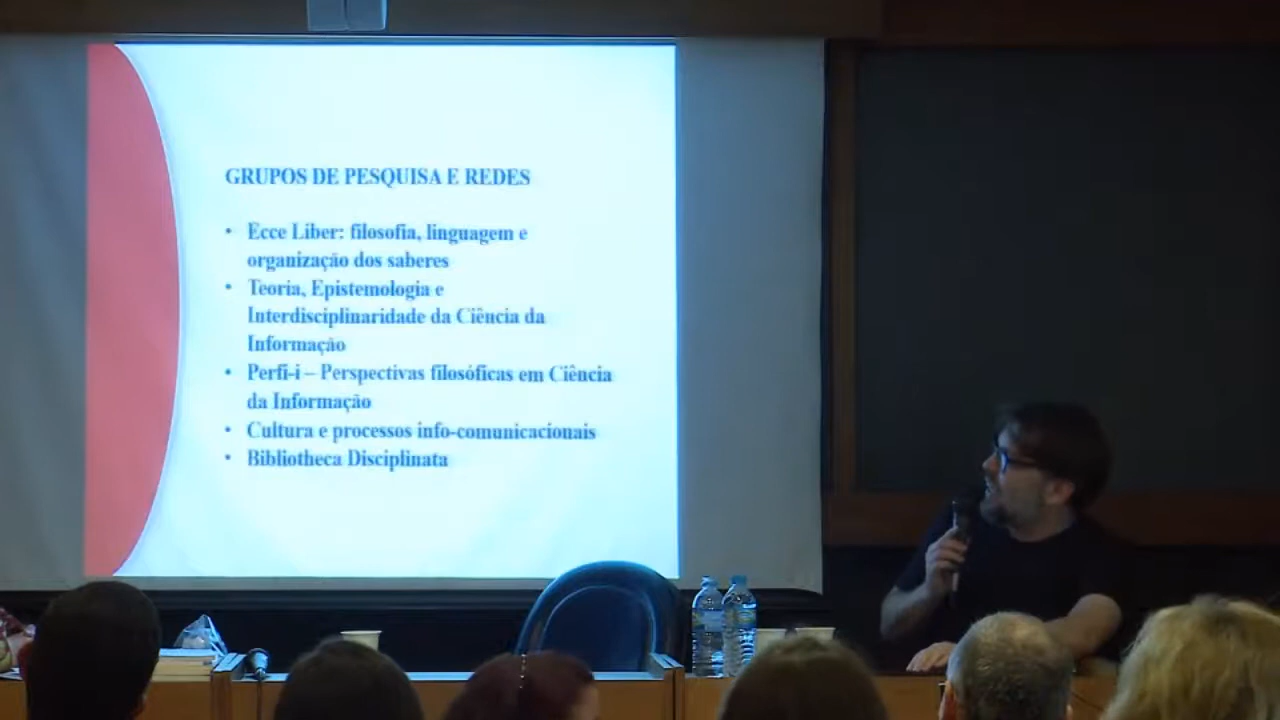 GRUPOS DE PESQUISA E REDES
• Ecce Liber: filosofia, linguagem e
organização dos saberes
• Teoria, Epistemologia e
Interdisciplinaridade da Ciência da
Informação
• Perfi-i – Perspectivas filosóficas em Ciência
da Informação
• Cultura e processos info-comunicacionais
• Bibliotheca Disciplinata